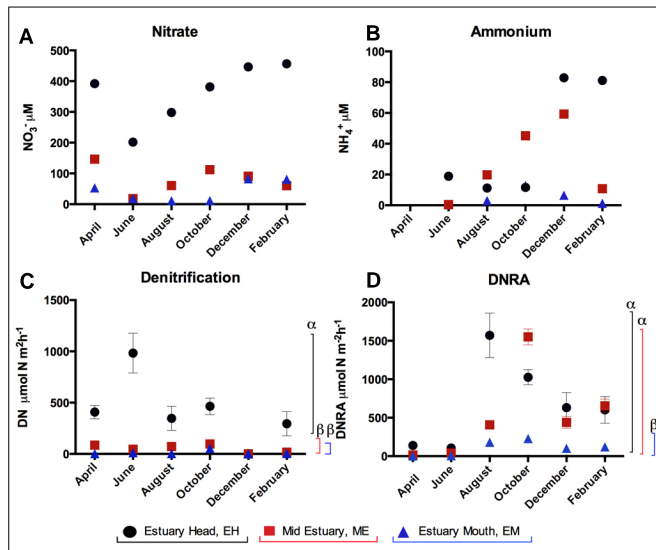 A Nitrate
NO3- μM
500
400
300
200
100
0
April June August October December February
B Ammonium
NH4+ μM
100
80
60
40
20
0
April June August October December February
C Denitrification
DN μmol N m²h⁻¹
1500
1000
500
0
α
β β
April June August October December February
D DNRA
DNRA μmol N m⁻²h⁻¹
2000
1500
1000
500
0
α
α
β
April June August October December February
Estuary Head, EH Mid Estuary, ME Estuary Mouth, EM